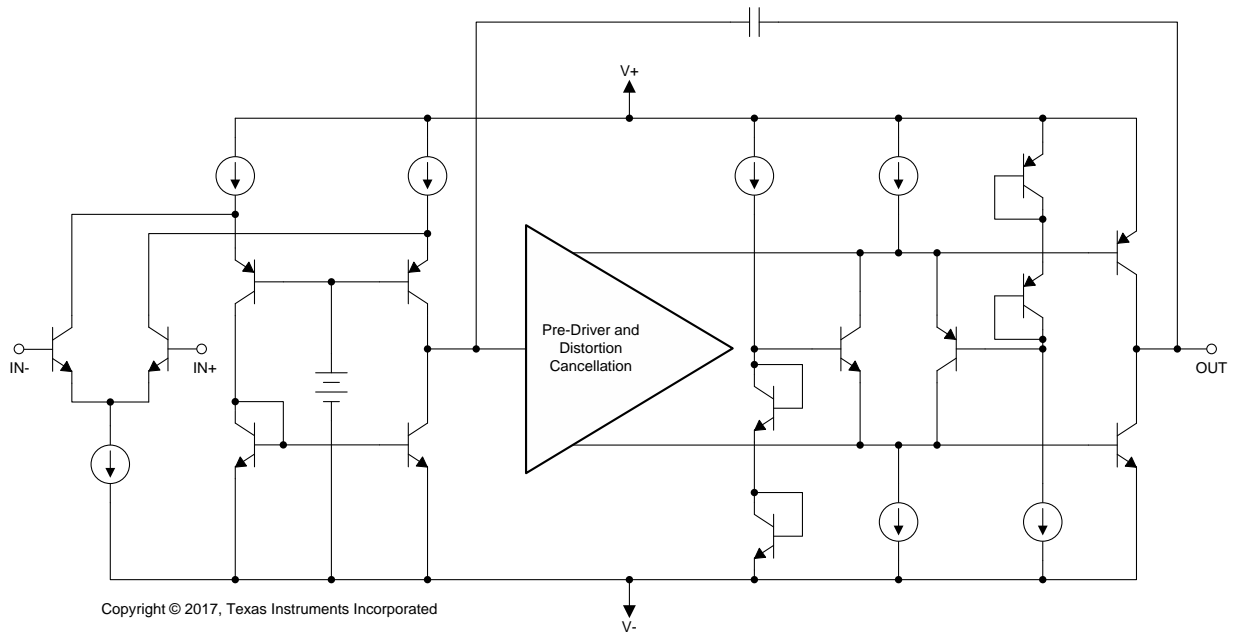 V+
Pre-Driver and
Distortion
Cancellation
IN-
IN+
OUT
Copyright © 2017, Texas Instruments Incorporated
V-